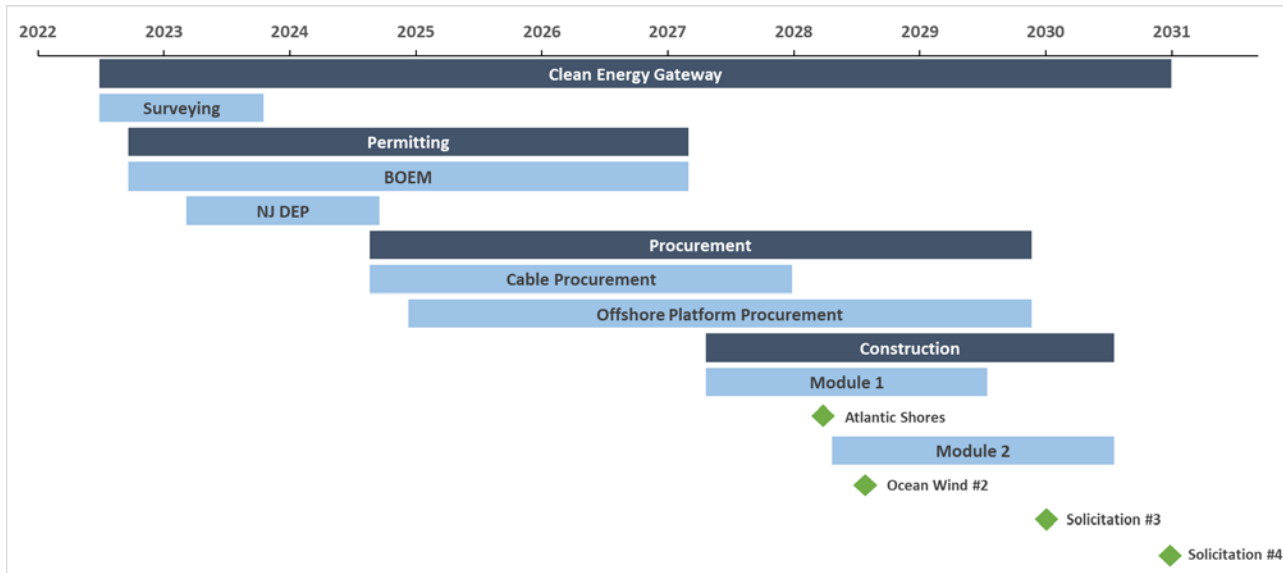 2022 2023 2024 2025 2026 2027 2028 2029 2030 2031
Clean Energy Gateway
Surveying
Permitting
BOEM
NJ DEP
Procurement
Cable Procurement
Offshore Platform Procurement
Construction
Module 1
Atlantic Shores
Module 2
Ocean Wind #2
Solicitation #3
Solicitation #4